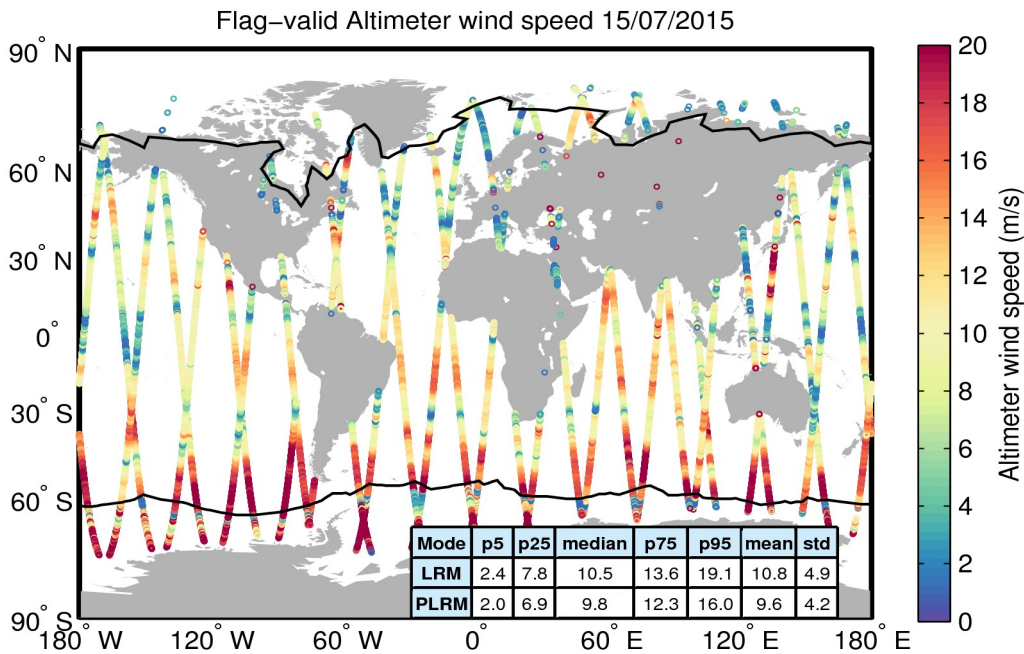 Flag−valid Altimeter wind speed 15/07/2015
90° N
60° N
30° N
0°
30° S
60° S
90° S
180° W
120° W
60° W
0°
60° E
120° E
180° E
Mode p5 p25 median p75 p95 mean std
LRM 2.4 7.8 10.5 13.6 19.1 10.8 4.9
PLRM 2.0 6.9 9.8 12.3 16.0 9.6 4.2
20
18
16
14
12
10
8
6
4
2
0
Altimeter wind speed (m/s)